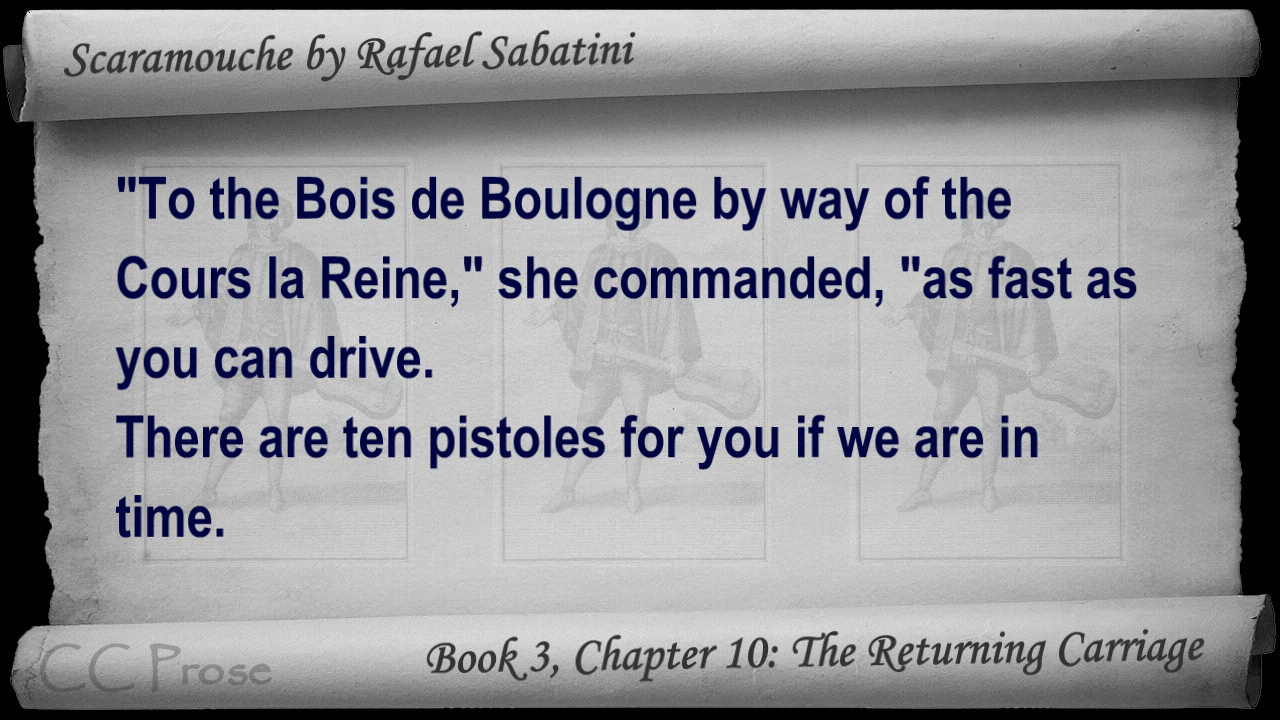 Scaramouche by Rafael Sabatini
"To the Bois de Boulogne by way of the
Cours la Reine," she commanded, "as fast as
you can drive.
There are ten pistoles for you if we are in
time.
Book 3, Chapter 10: The Returning Carriage
CC Prose